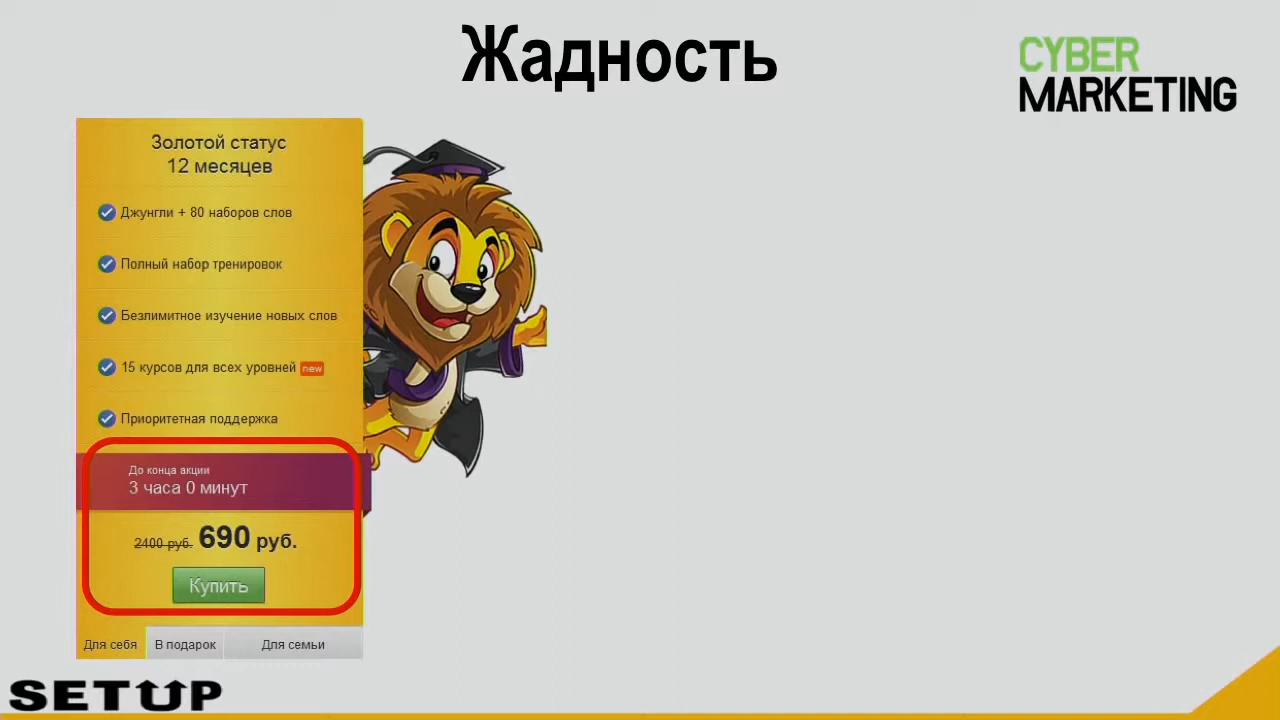 Жадность
CYBER
MARKETING
Золотой статус
12 месяцев
Джунгли + 80 наборов слов
Полный набор тренировок
Безлимитное изучение новых слов
15 курсов для всех уровней new
Приоритетная поддержка
До конца акции
3 часа 0 минут
2400 руб. 690 руб.
Купить
Для себя В подарок Для семьи
SETUP